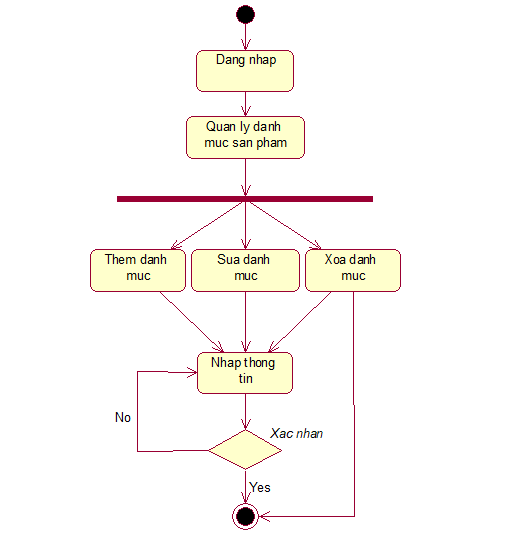 Dang nhap
Quan ly danh
muc san pham
Them danh
muc
Sua danh
muc
Xoa danh
muc
Nhap thong
tin
No
Xac nhan
Yes